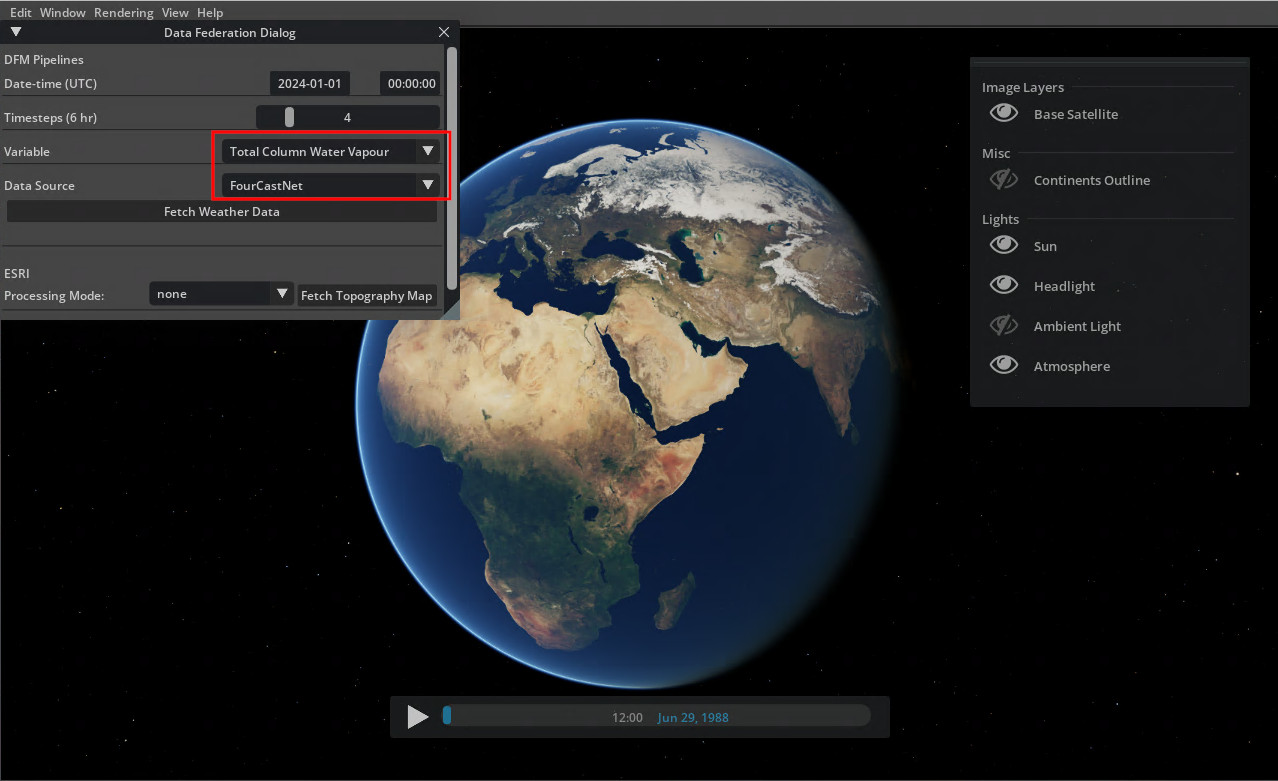 Edit Window Rendering View Help
Data Federation Dialog
DFM Pipelines
Date-time (UTC) 2024-01-01 00:00:00
Timesteps (6 hr) 4
Variable Total Column Water Vapour
Data Source FourCastNet
Fetch Weather Data
ESRI
Processing Mode: none Fetch Topography Map
Image Layers
Base Satellite
Misc
Continents Outline
Lights
Sun
Headlight
Ambient Light
Atmosphere
12:00 Jun 29, 1988